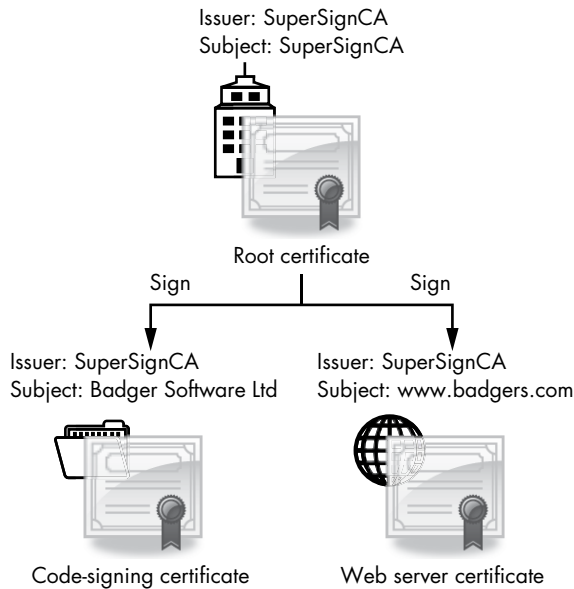 Issuer: SuperSignCA
Subject: SuperSignCA
Root certificate
Sign
Sign
Issuer: SuperSignCA
Subject: Badger Software Ltd
Issuer: SuperSignCA
Subject: www.badgers.com
Code-signing certificate
Web server certificate